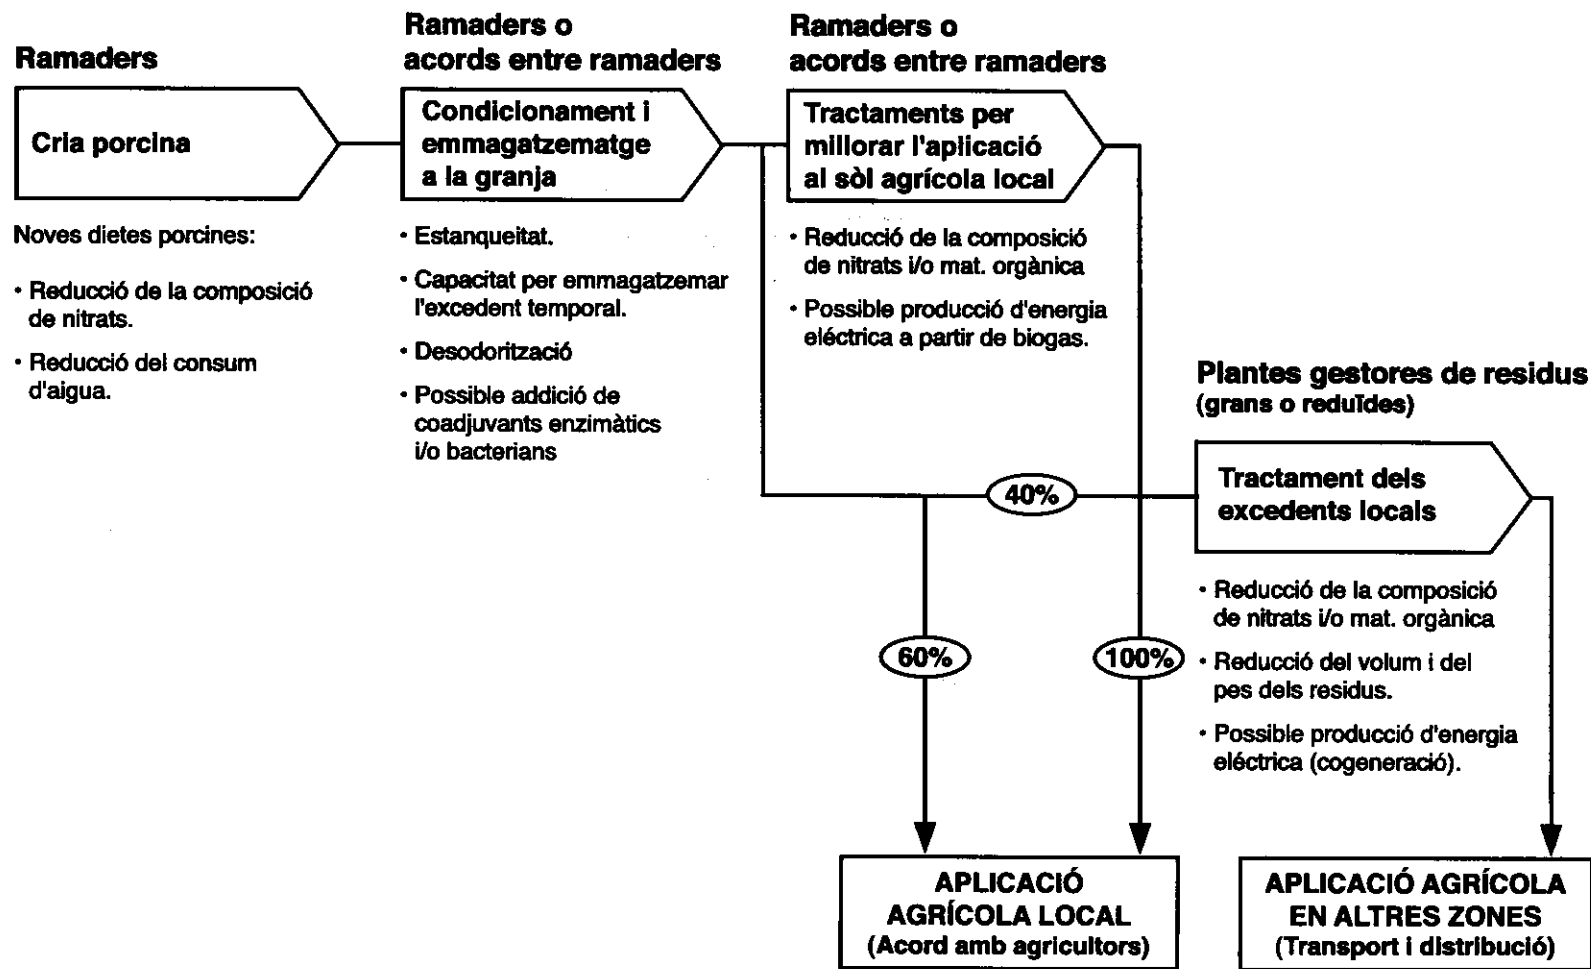 Ramaders
Cria porcina
Noves dietes porcines:
• Reducció de la composició
de nitrats.
• Reducció del consum
d'aigua.
Ramaders o
acords entre ramaders
Condicionament i
emmagatzematge
a la granja
• Estanqueitat.
• Capacitat per emmagatzemar
l'excedent temporal.
• Desodorització
• Possible addició de
coadjuvants enzimàtics
i/o bacterians
Ramaders o
acords entre ramaders
Tractaments per
millorar l'aplicació
al sòl agrícola local
• Reducció de la composició
de nitrats i/o mat. orgànica
• Possible producció d'energia
eléctrica a partir de biogas.
Plantes gestores de residus
(grans o reduïdes)
40%
Tractament dels
excedents locals
60%
100%
• Reducció de la composició
de nitrats i/o mat. orgànica
• Reducció del volum i del
pes dels residus.
• Possible producció d'energia
eléctrica (cogeneració).
APLICACIÓ
AGRÍCOLA LOCAL
(Acord amb agricultors)
APLICACIÓ AGRÍCOLA
EN ALTRES ZONES
(Transport i distribució)